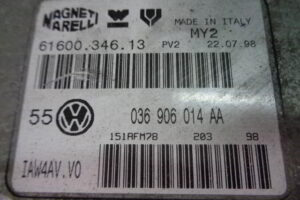 MAGNETI MARELLI
MADE IN ITALY
MY2
61600.346.13 PV2 22.07.98
55 036 906 014 AA
151AFM78 203 98
IAW4AV.V0